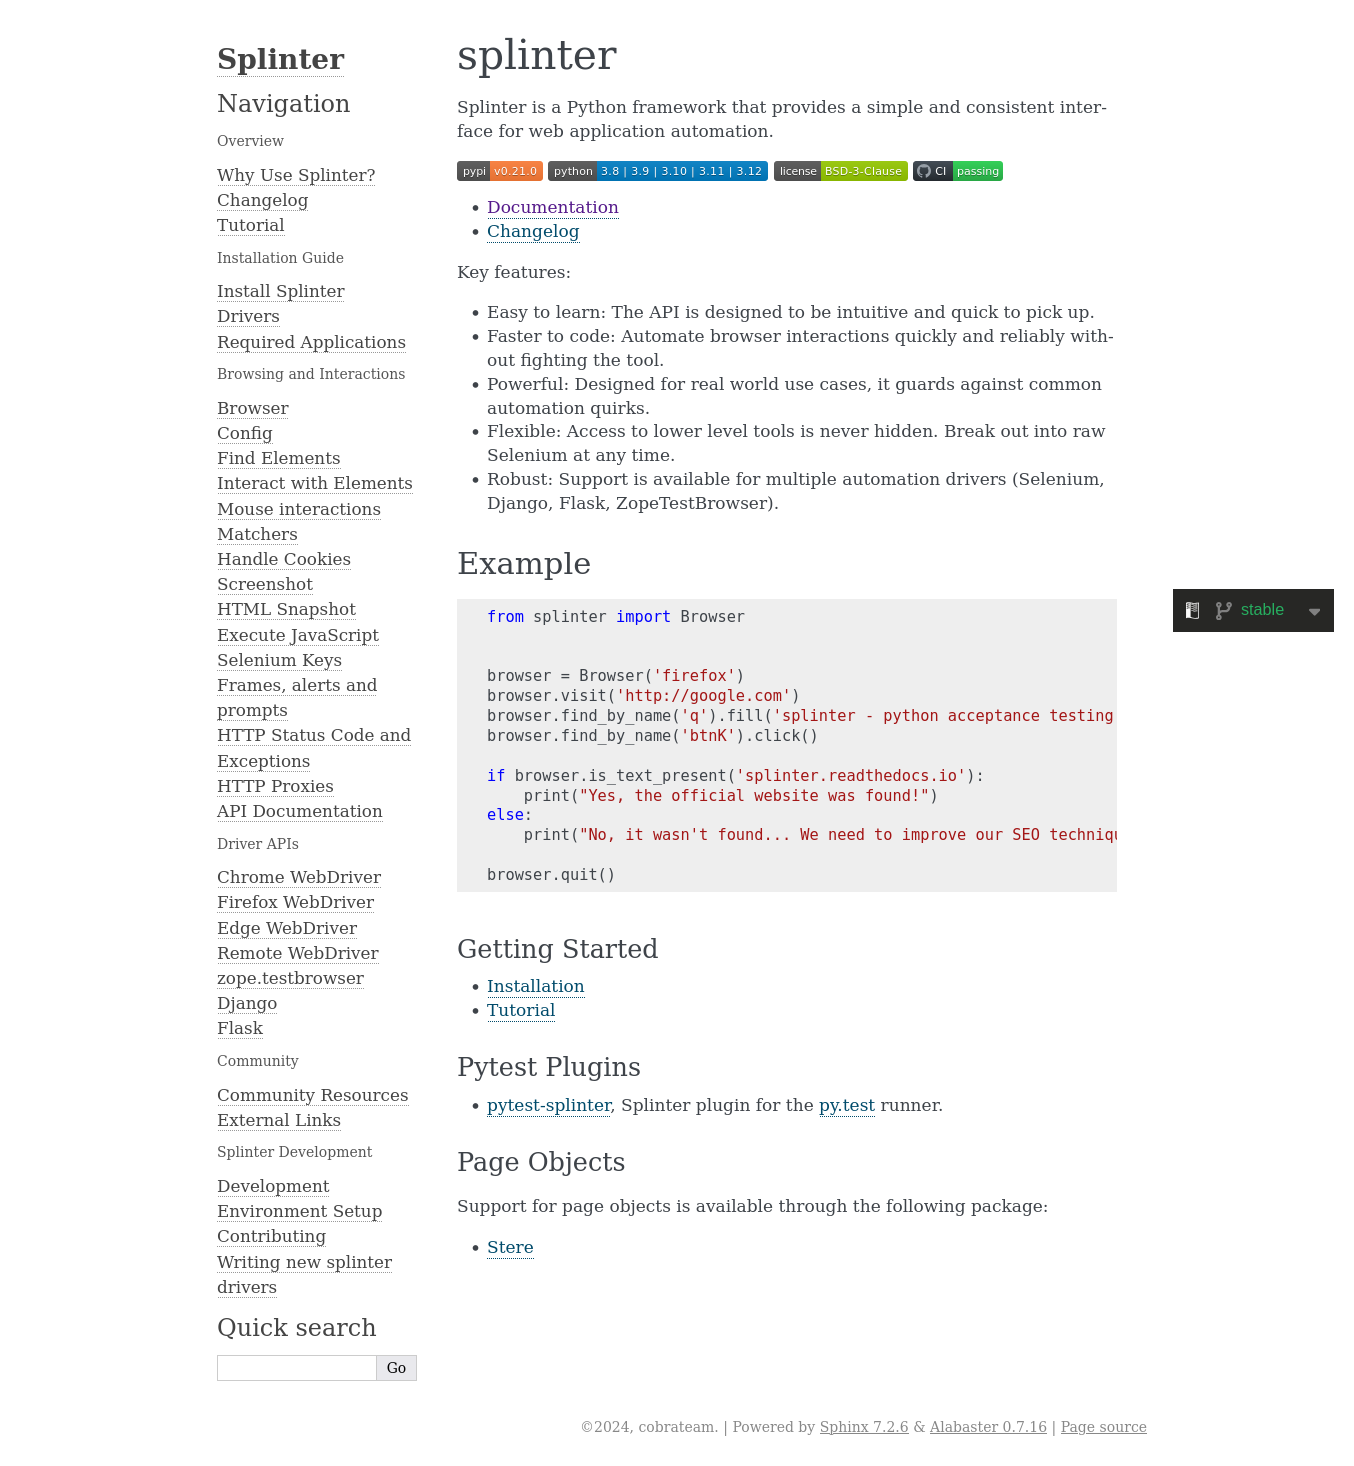 Splinter
Navigation
Overview
Why Use Splinter?
Changelog
Tutorial
Installation Guide
Install Splinter
Drivers
Required Applications
Browsing and Interactions
Browser
Config
Find Elements
Interact with Elements
Mouse interactions
Matchers
Handle Cookies
Screenshot
HTML Snapshot
Execute JavaScript
Selenium Keys
Frames, alerts and
prompts
HTTP Status Code and
Exceptions
HTTP Proxies
API Documentation
Driver APIs
Chrome WebDriver
Firefox WebDriver
Edge WebDriver
Remote WebDriver
zope.testbrowser
Django
Flask
Community
Community Resources
External Links
Splinter Development
Development
Environment Setup
Contributing
Writing new splinter
drivers
Quick search
Go
splinter
Splinter is a Python framework that provides a simple and consistent inter-
face for web application automation.
pypi v0.21.0 python 3.8 | 3.9 | 3.10 | 3.11 | 3.12 license BSD-3-Clause CI passing
• Documentation
• Changelog
Key features:
• Easy to learn: The API is designed to be intuitive and quick to pick up.
• Faster to code: Automate browser interactions quickly and reliably with-
out fighting the tool.
• Powerful: Designed for real world use cases, it guards against common
automation quirks.
• Flexible: Access to lower level tools is never hidden. Break out into raw
Selenium at any time.
• Robust: Support is available for multiple automation drivers (Selenium,
Django, Flask, ZopeTestBrowser).
Example
from splinter import Browser
browser = Browser('firefox')
browser.visit('http://google.com')
browser.find_by_name('q').fill('splinter - python acceptance testing
browser.find_by_name('btnK').click()
if browser.is_text_present('splinter.readthedocs.io'):
    print("Yes, the official website was found!")
else:
    print("No, it wasn't found... We need to improve our SEO techniqu
browser.quit()
Getting Started
• Installation
• Tutorial
Pytest Plugins
• pytest-splinter, Splinter plugin for the py.test runner.
Page Objects
Support for page objects is available through the following package:
• Stere
stable
©2024, cobrateam. | Powered by Sphinx 7.2.6 & Alabaster 0.7.16 | Page source